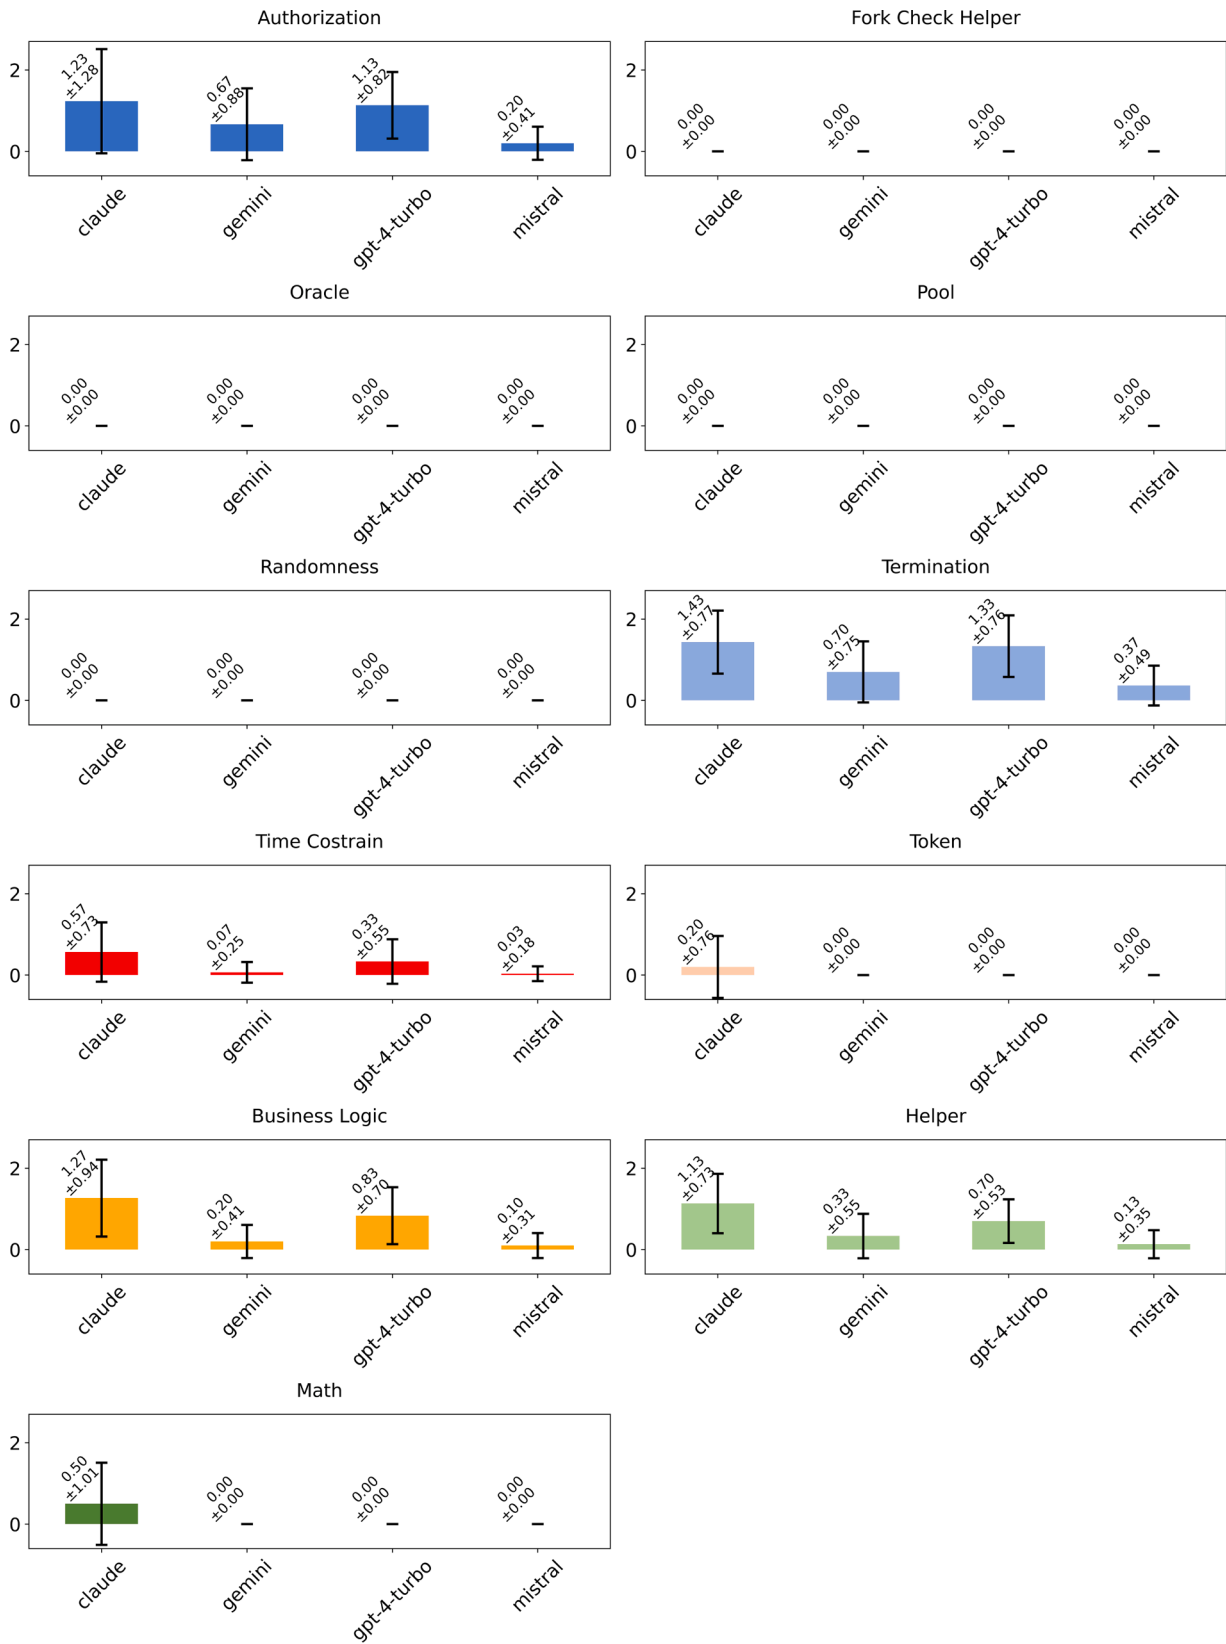 Authorization
2
0
1.23
±1.28
0.67
±0.88
1.13
±0.82
0.20
±0.41
claude
gemini
gpt-4-turbo
mistral
Fork Check Helper
2
0
0.00
±0.00
0.00
±0.00
0.00
±0.00
0.00
±0.00
claude
gemini
gpt-4-turbo
mistral
Oracle
2
0
0.00
±0.00
0.00
±0.00
0.00
±0.00
0.00
±0.00
claude
gemini
gpt-4-turbo
mistral
Pool
2
0
0.00
±0.00
0.00
±0.00
0.00
±0.00
0.00
±0.00
claude
gemini
gpt-4-turbo
mistral
Randomness
2
0
0.00
±0.00
0.00
±0.00
0.00
±0.00
0.00
±0.00
claude
gemini
gpt-4-turbo
mistral
Termination
2
0
1.43
±0.77
0.70
±0.75
1.33
±0.76
0.37
±0.49
claude
gemini
gpt-4-turbo
mistral
Time Costrain
2
0
0.57
±0.73
0.07
±0.25
0.33
±0.55
0.03
±0.18
claude
gemini
gpt-4-turbo
mistral
Token
2
0
0.20
±0.76
0.00
±0.00
0.00
±0.00
0.00
±0.00
claude
gemini
gpt-4-turbo
mistral
Business Logic
2
0
1.27
±0.94
0.20
±0.41
0.83
±0.70
0.10
±0.31
claude
gemini
gpt-4-turbo
mistral
Helper
2
0
1.13
±0.73
0.33
±0.55
0.70
±0.53
0.13
±0.35
claude
gemini
gpt-4-turbo
mistral
Math
2
0
0.50
±1.01
0.00
±0.00
0.00
±0.00
0.00
±0.00
claude
gemini
gpt-4-turbo
mistral